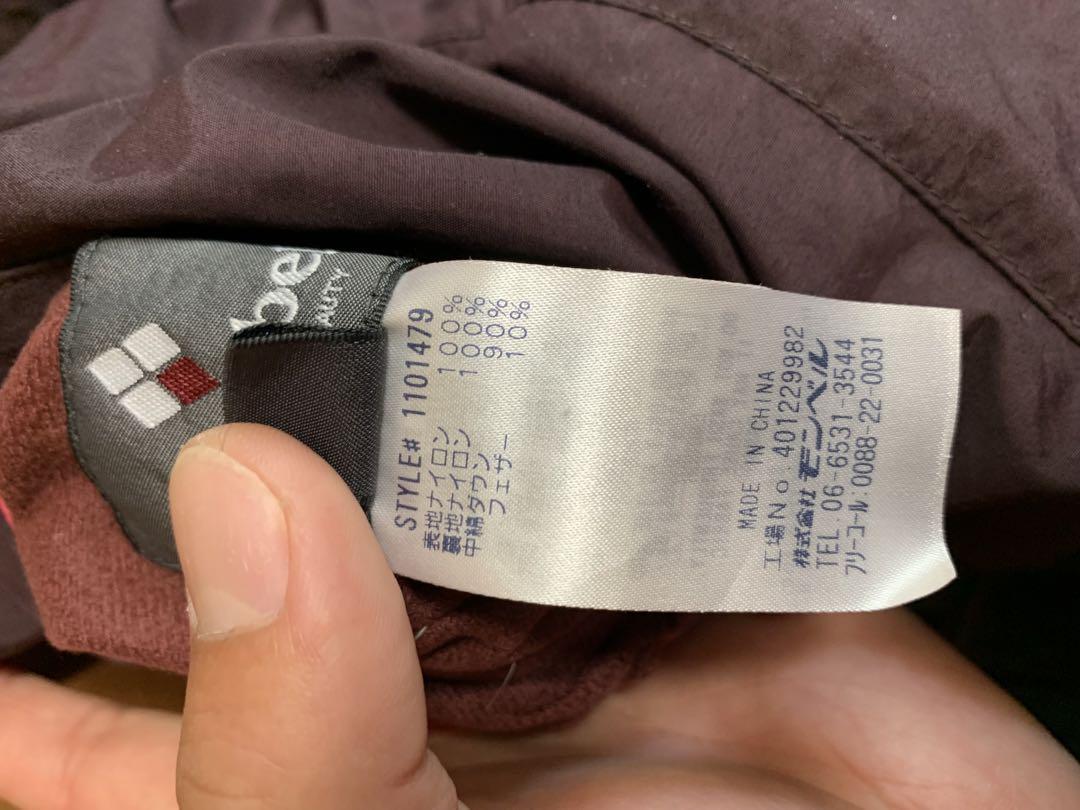 be
AUTY
STYLE# 1101479
表地ナイロン 100%
裏地ナイロン 100%
中綿ダウン 90%
フェザー 10%
MADE IN CHINA
工場No.401229982
株式会社モンベル
TEL.06-6531-3544
フリーコール.0088-22-0031